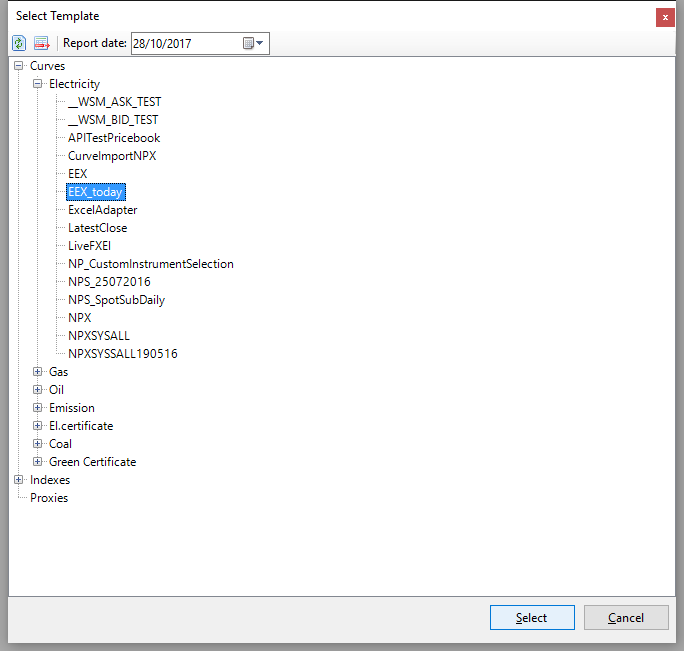 Select Template
x
Report date: 28/10/2017
Curves
Electricity
__WSM_ASK_TEST
__WSM_BID_TEST
APITestPricebook
CurveImportNPX
EEX
EEX_today
ExcelAdapter
LatestClose
LiveFXEl
NP_CustomInstrumentSelection
NPS_25072016
NPS_SpotSubDaily
NPX
NPXSYSALL
NPXSYSSALL190516
Gas
Oil
Emission
El.certificate
Coal
Green Certificate
Indexes
Proxies
Select Cancel